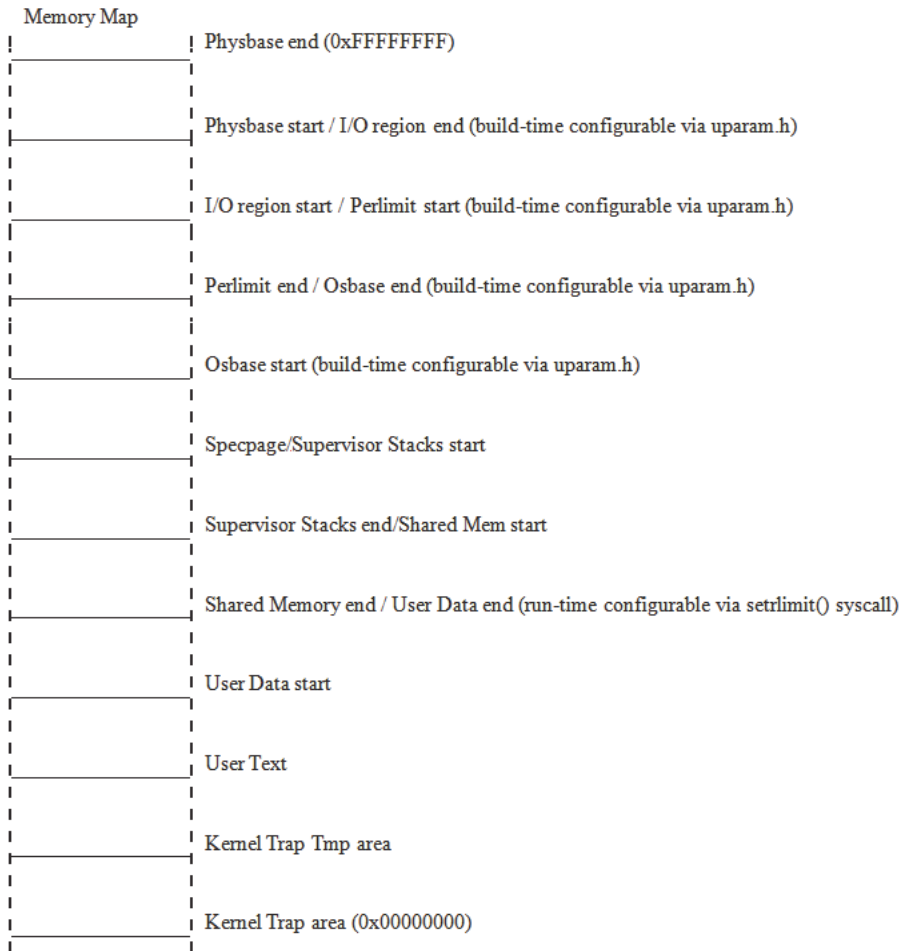 Memory Map
Physbase end (0xFFFFFFFF)
Physbase start / I/O region end (build-time configurable via uparam.h)
I/O region start / Perlimit start (build-time configurable via uparam.h)
Perlimit end / Osbase end (build-time configurable via uparam.h)
Osbase start (build-time configurable via uparam.h)
Specpage/Supervisor Stacks start
Supervisor Stacks end/Shared Mem start
Shared Memory end / User Data end (run-time configurable via setrlimit() syscall)
User Data start
User Text
Kernel Trap Tmp area
Kernel Trap area (0x00000000)